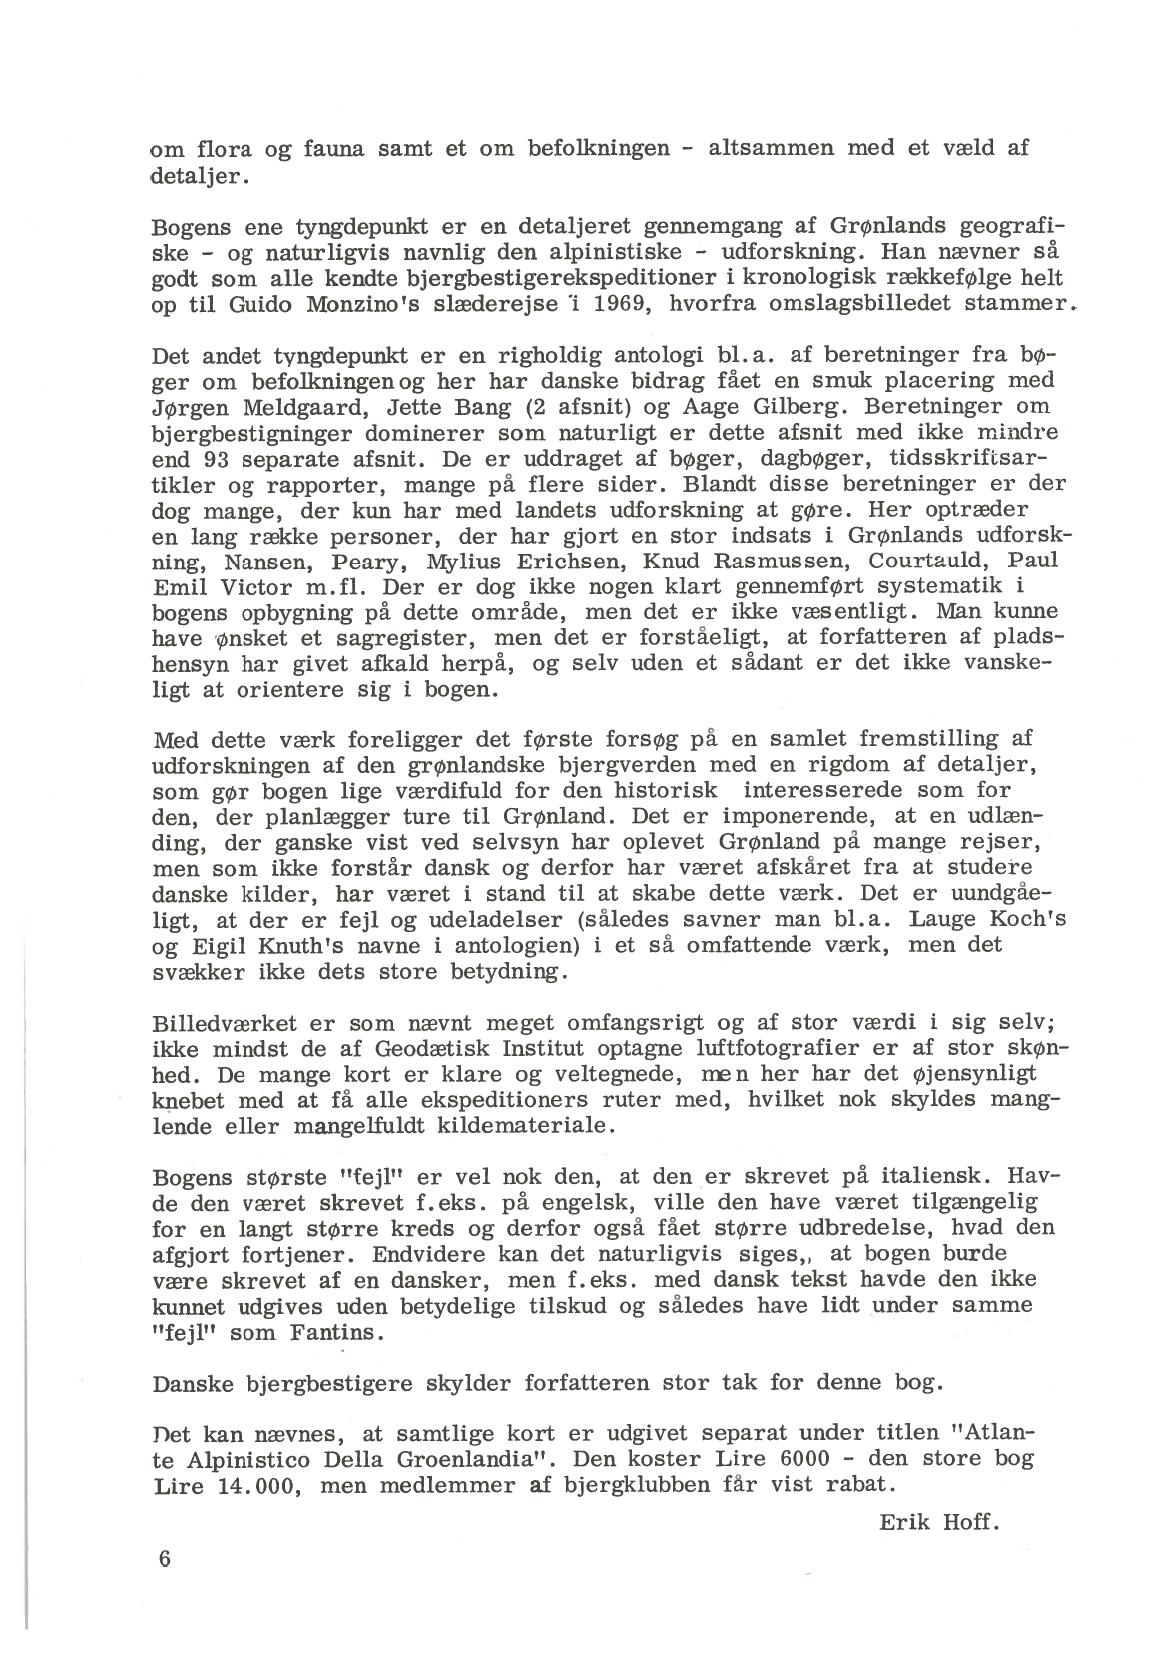 om flora og fauna samt et om befolkningen - altsammen med et væld af
detaljer.
Bogens ene tyngdepunkt er en detaljeret gennemgang af Grønlands geografi-
ske - og naturligvis navnlig den alpinistiske - udforskning. Han nævner så
godt som alle kendte bjergbestigerekspeditioner i kronologisk rækkefølge helt
op til Guido Monzino's slæderejse i 1969, hvorfra omslagsbilledet stammer.
Det andet tyngdepunkt er en righoldig antologi bl.a. af beretninger fra bø-
ger om befolkningen og her har danske bidrag fået en smuk placering med
Jørgen Meldgaard, Jette Bang (2 afsnit) og Aage Gilberg. Beretninger om
bjergbestigninger dominerer som naturligt er dette afsnit med ikke mindre
end 93 separate afsnit. De er uddraget af bøger, dagbøger, tidsskriftsar-
tikler og rapporter, mange på flere sider. Blandt disse beretninger er der
dog mange, der kun har med landets udforskning at gøre. Her optræder
en lang række personer, der har gjort en stor indsats i Grønlands udforsk-
ning, Nansen, Peary, Mylius Erichsen, Knud Rasmussen, Courtauld, Paul
Emil Victor m.fl. Der er dog ikke nogen klart gennemført systematik i
bogens opbygning på dette område, men det er ikke væsentligt. Man kunne
have ønsket et sagregister, men det er forståeligt, at forfatteren af plads-
hensyn har givet afkald herpå, og selv uden et sådant er det ikke vanske-
ligt at orientere sig i bogen.
Med dette værk foreligger det første forsøg på en samlet fremstilling af
udforskningen af den grønlandske bjergverden med en rigdom af detaljer,
som gør bogen lige værdifuld for den historisk interesserede som for
den, der planlægger ture til Grønland. Det er imponerende, at en udlæn-
ding, der ganske vist ved selvsyn har oplevet Grønland på mange rejser,
men som ikke forstår dansk og derfor har været afskåret fra at studere
danske kilder, har været i stand til at skabe dette værk. Det er uundgåe-
ligt, at der er fejl og udeladelser (således savner man bl.a. Lauge Koch's
og Eigil Knuth's navne i antologien) i et så omfattende værk, men det
svækker ikke dets store betydning.
Billedværket er som nævnt meget omfangsrigt og af stor værdi i sig selv;
ikke mindst de af Geodætisk Institut optagne luftfotografier er af stor skøn-
hed. De mange kort er klare og veltegnede, men her har det øjensynligt
knebet med at få alle ekspeditioners ruter med, hvilket nok skyldes mang-
lende eller mangelfuldt kildemateriale.
Bogens største "fejl" er vel nok den, at den er skrevet på italiensk. Hav-
de den været skrevet f.eks. på engelsk, ville den have været tilgængelig
for en langt større kreds og derfor også fået større udbredelse, hvad den
afgjort fortjener. Endvidere kan det naturligvis siges,, at bogen burde
være skrevet af en dansker, men f.eks. med dansk tekst havde den ikke
kunnet udgives uden betydelige tilskud og således have lidt under samme
"fejl" som Fantins.
Danske bjergbestigere skylder forfatteren stor tak for denne bog.
Det kan nævnes, at samtlige kort er udgivet separat under titlen "Atlan-
te Alpinistico Della Groenlandia". Den koster Lire 6000 - den store bog
Lire 14.000, men medlemmer af bjergklubben får vist rabat.
Erik Hoff.
6